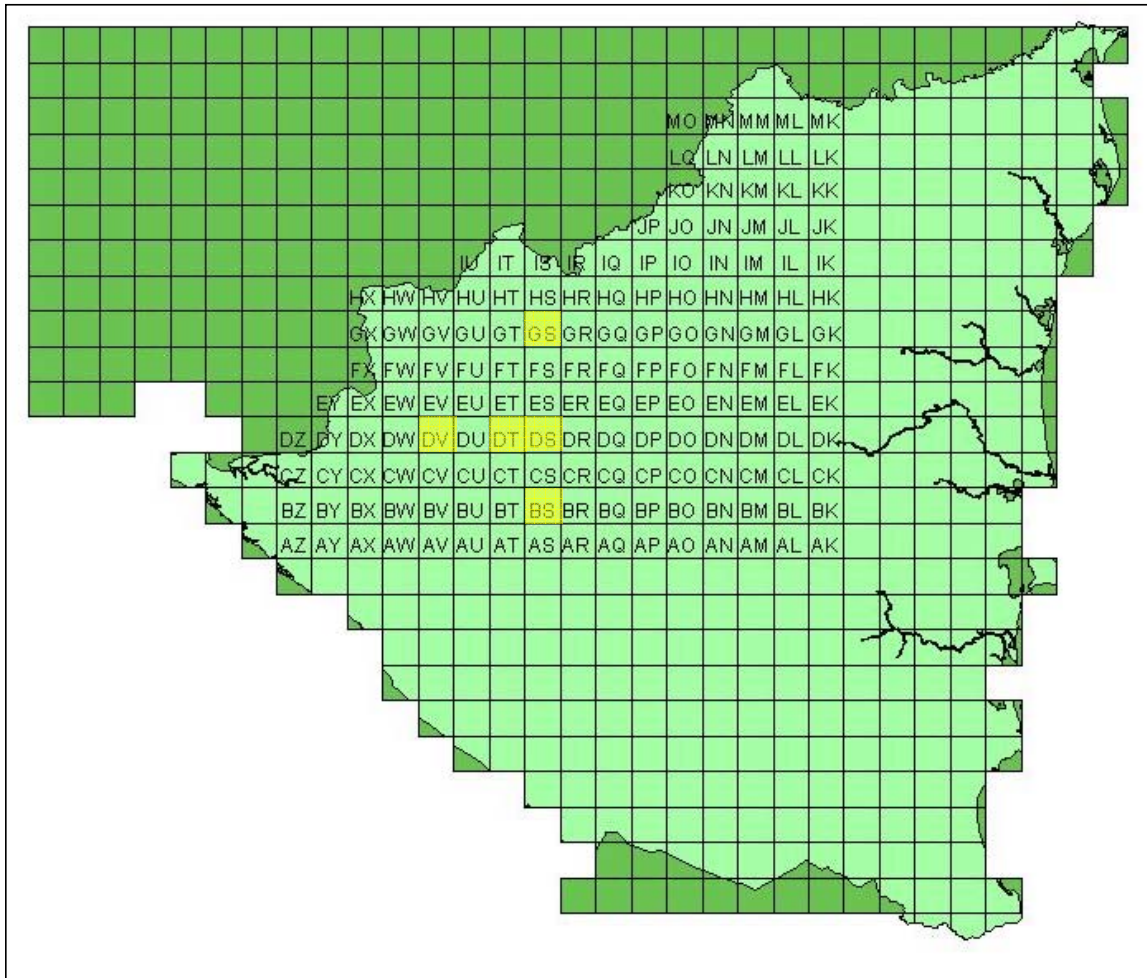 MO MN MM ML MK
LQ LN LM LL LK
KO KN KM KL KK
JP JO JN JM JL JK
IU IT IS IR IQ IP IO IN IM IL IK
HX HW HV HU HT HS HR HQ HP HO HN HM HL HK
GX GW GV GU GT GS GR GQ GP GO GN GM GL GK
FX FW FV FU FT FS FR FQ FP FO FN FM FL FK
EY EX EW EV EU ET ES ER EQ EP EO EN EM EL EK
DZ DY DX DW DV DU DT DS DR DQ DP DO DN DM DL DK
CZ CY CX CW CV CU CT CS CR CQ CP CO CN CM CL CK
BZ BY BX BW BV BU BT BS BR BQ BP BO BN BM BL BK
AZ AY AX AW AV AU AT AS AR AQ AP AO AN AM AL AK